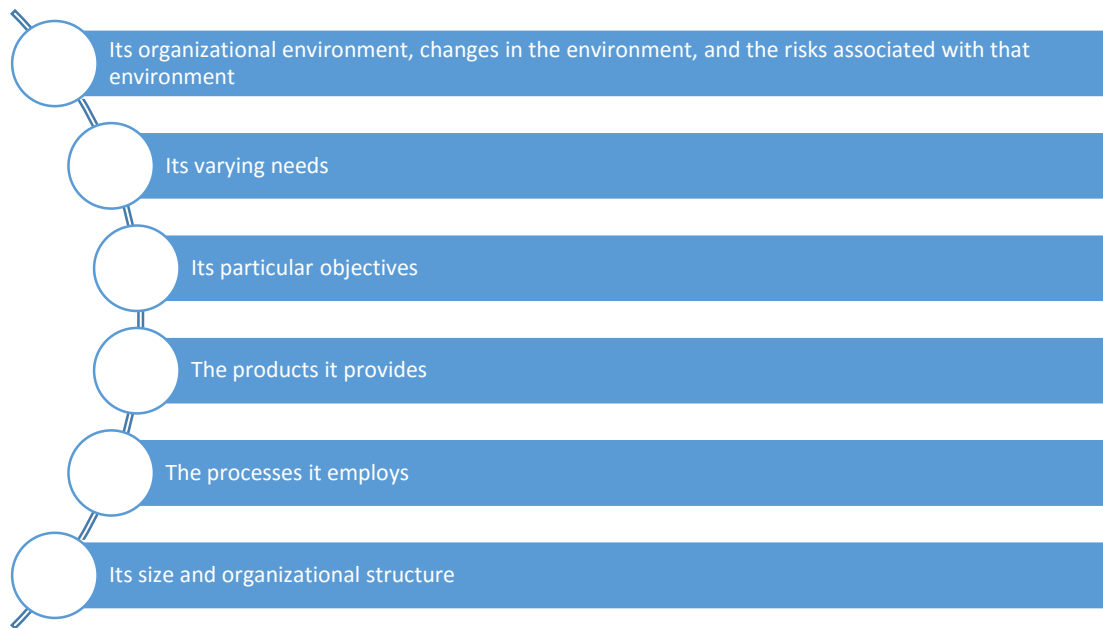 Its organizational environment, changes in the environment, and the risks associated with that
environment
Its varying needs
Its particular objectives
The products it provides
The processes it employs
Its size and organizational structure